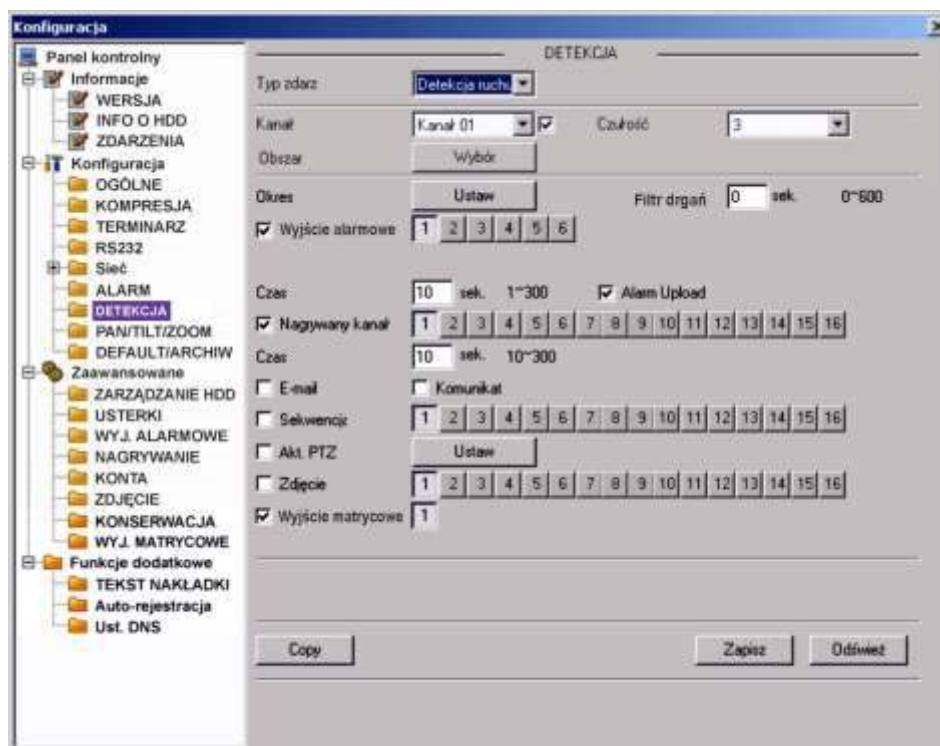 Konfiguracja
Panel kontrolny
Informacje
WERSJA
INFO O HDD
ZDARZENIA
Konfiguracja
OGÓLNE
KOMPRESJA
TERMINARZ
RS232
Sieć
ALARM
DETEKCJA
PAN/TILT/ZOOM
DEFAULT/ARCHIW
Zaawansowane
ZARZĄDZANIE HDD
USTERKI
WYJ. ALARMOWE
NAGRYWANIE
KONTA
ZDJĘCIE
KONSERWACJA
WYJ. MATRYCOWE
Funkcje dodatkowe
TEKST NAKŁADKI
Auto-rejestracja
Ust. DNS
DETEKCJA
Typ zdarz Detekcja ruchu
Kanał Kanał 01 Czułość 3
Obszar Wybór
Okres Ustaw Filtr drgań 0 sek. 0~600
Wyjście alarmowe 1 2 3 4 5 6
Czas 10 sek. 1~300 Alarm Upload
Nagrywany kanał 1 2 3 4 5 6 7 8 9 10 11 12 13 14 15 16
Czas 10 sek. 10~300
E-mail Komunikat
Sekwencja 1 2 3 4 5 6 7 8 9 10 11 12 13 14 15 16
Akt. PTZ Ustaw
Zdjęcie 1 2 3 4 5 6 7 8 9 10 11 12 13 14 15 16
Wyjście matrycowe 1
Copy Zapisz Odśwież